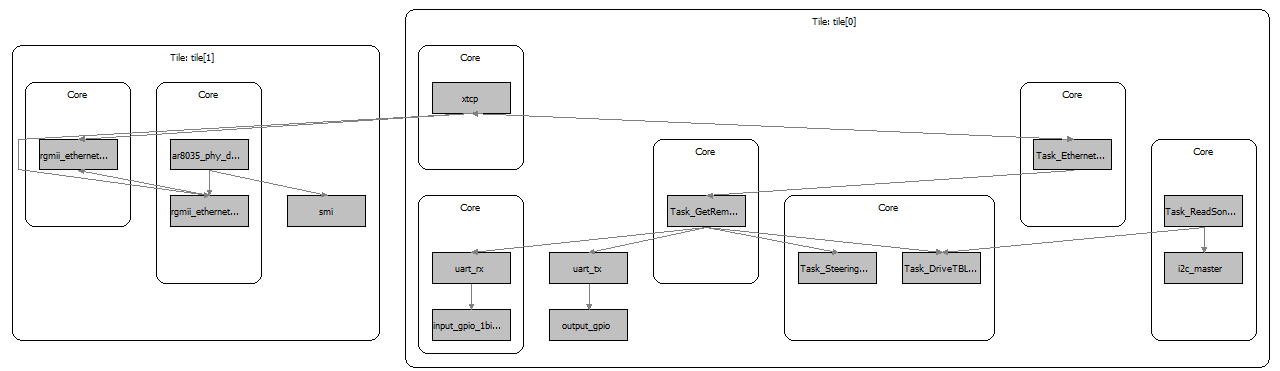 Tile: tile[0]
Tile: tile[1]
Core
xtcp
Core
Core
Core
rgmii_ethernet...
ar8035_phy_d...
Core
Task_Ethernet...
Core
rgmii_ethernet...
smi
Core
Task_GetRem...
Core
Task_ReadSon...
uart_rx
uart_tx
Task_Steering...
Task_DriveTBL...
i2c_master
input_gpio_1bi...
output_gpio